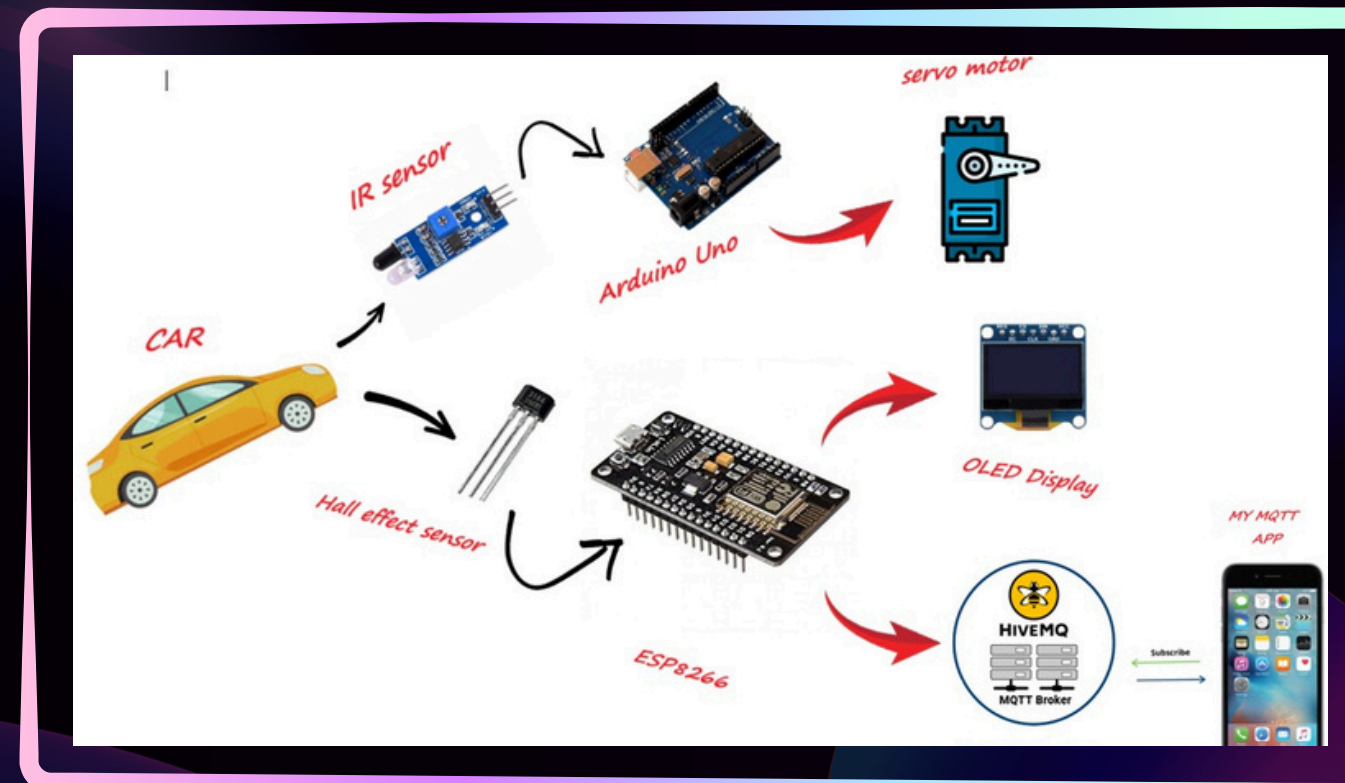 servo motor
IR sensor
Arduino Uno
CAR
Hall effect sensor
OLED Display
ESP8266
MY MQTT
APP
HIVEMQ
MQTT Broker
Subscribe